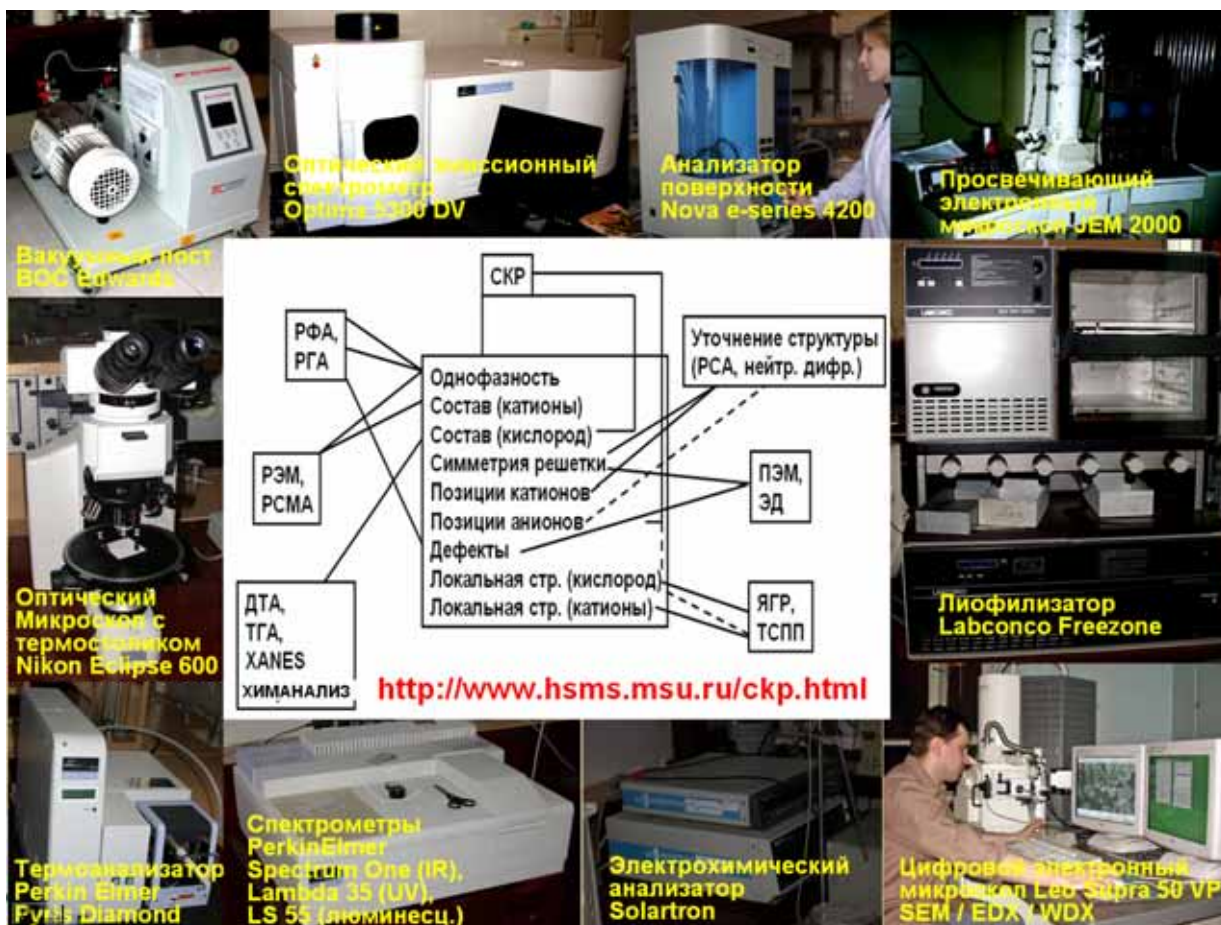 Оптический эмиссионный
спектрометр
Optima 5300 DV
Анализатор
поверхности
Nova e-series 4200
Просвечивающий
электронный
микроскоп JEM 2000
Вакуумный пост
BOC Edwards
СКР
РФА,
РГА
Уточнение структуры
(РСА, нейтр. дифр.)
Однофазность
Состав (катионы)
Состав (кислород)
Симметрия решетки
Позиции катионов
Позиции анионов
Дефекты
Локальная стр. (кислород)
Локальная стр. (катионы)
РЭМ,
РСМА
ПЭМ,
ЭД
ДТА,
ТГА,
XANES
ХИМАНАЛИЗ
ЯГР,
ТСПП
http://www.hsms.msu.ru/ckp.html
Оптический
Микроскоп с
термостоликом
Nikon Eclipse 600
LABCONCO
Лиофилизатор
Labconco Freezone
Термоанализатор
Perkin Elmer
Pyris Diamond
Спектрометры
PerkinElmer
Spectrum One (IR),
Lambda 35 (UV),
LS 55 (люминесц.)
Электрохимический
анализатор
Solartron
Цифровой электронный
микроскоп Leo Supra 50 VP
SEM / EDX / WDX